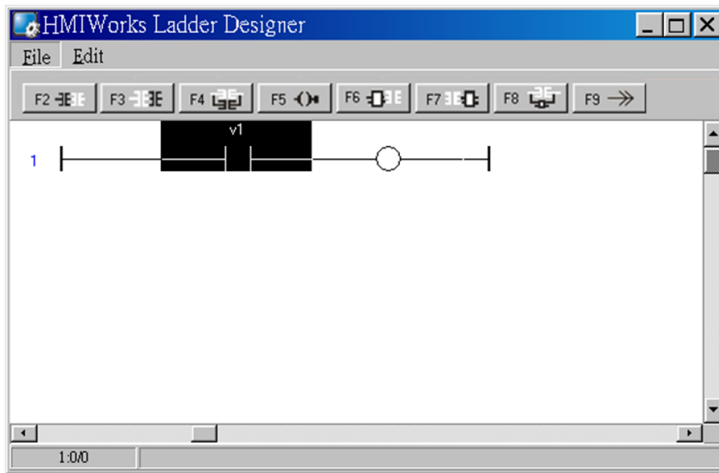 HMIWorks Ladder Designer
File Edit
F2 F3 F4 F5 F6 F7 F8 F9
v1
1
1:0/0